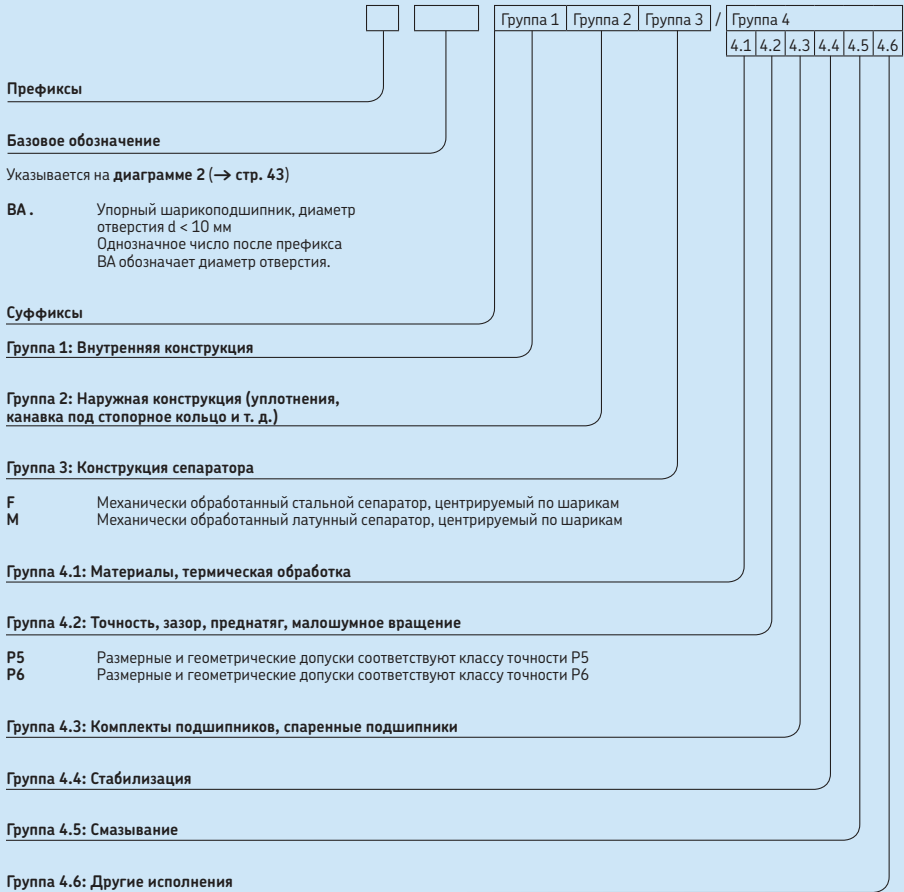 Группа 1 Группа 2 Группа 3 / Группа 4
4.1 4.2 4.3 4.4 4.5 4.6
Префиксы
Базовое обозначение
Указывается на диаграмме 2 (→ стр. 43)
BA . Упорный шарикоподшипник, диаметр
отверстия d < 10 мм
Однозначное число после префикса
BA обозначает диаметр отверстия.
Суффиксы
Группа 1: Внутренняя конструкция
Группа 2: Наружная конструкция (уплотнения,
канавка под стопорное кольцо и т. д.)
Группа 3: Конструкция сепаратора
F Механически обработанный стальной сепаратор, центрируемый по шарикам
M Механически обработанный латунный сепаратор, центрируемый по шарикам
Группа 4.1: Материалы, термическая обработка
Группа 4.2: Точность, зазор, преднатяг, малошумное вращение
P5 Размерные и геометрические допуски соответствуют классу точности P5
P6 Размерные и геометрические допуски соответствуют классу точности P6
Группа 4.3: Комплекты подшипников, спаренные подшипники
Группа 4.4: Стабилизация
Группа 4.5: Смазывание
Группа 4.6: Другие исполнения